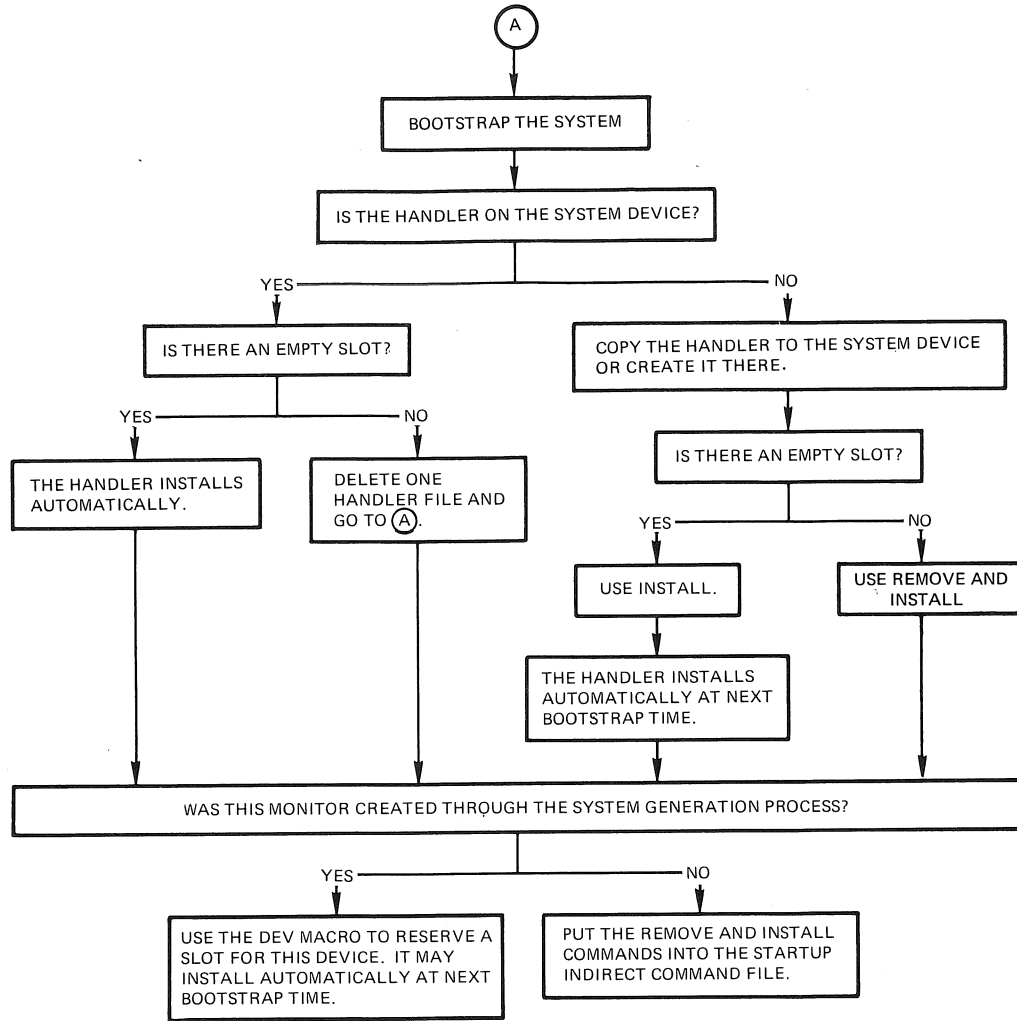 A
BOOTSTRAP THE SYSTEM
IS THE HANDLER ON THE SYSTEM DEVICE?
YES
NO
IS THERE AN EMPTY SLOT?
COPY THE HANDLER TO THE SYSTEM DEVICE
OR CREATE IT THERE.
YES
NO
IS THERE AN EMPTY SLOT?
THE HANDLER INSTALLS
AUTOMATICALLY.
DELETE ONE
HANDLER FILE AND
GO TO A.
YES
NO
USE INSTALL.
USE REMOVE AND
INSTALL
THE HANDLER INSTALLS
AUTOMATICALLY AT NEXT
BOOTSTRAP TIME.
WAS THIS MONITOR CREATED THROUGH THE SYSTEM GENERATION PROCESS?
YES
NO
USE THE DEV MACRO TO RESERVE A
SLOT FOR THIS DEVICE. IT MAY
INSTALL AUTOMATICALLY AT NEXT
BOOTSTRAP TIME.
PUT THE REMOVE AND INSTALL
COMMANDS INTO THE STARTUP
INDIRECT COMMAND FILE.